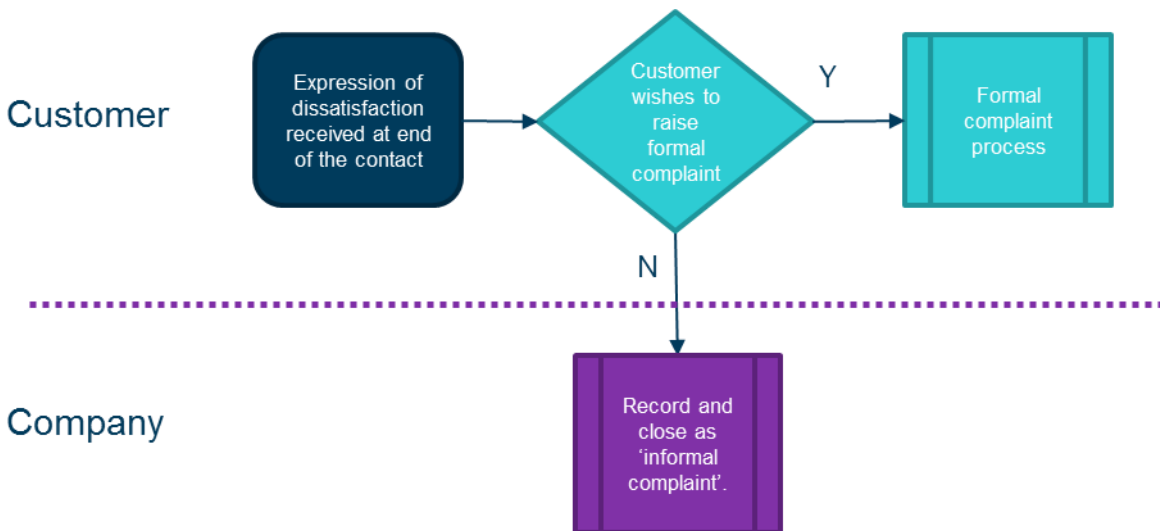 Customer
Expression of
dissatisfaction
received at end
of the contact
Customer
wishes to
raise
formal
complaint
Y
Formal
complaint
process
N
Company
Record and
close as
‘informal
complaint’.